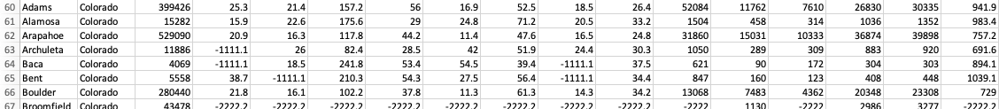 60 Adams Colorado 399426 25.3 21.4 157.2 56 16.9 52.5 18.5 26.4 52084 11762 7610 26830 30335 941.9
61 Alamosa Colorado 15282 15.9 22.6 175.6 29 24.8 71.2 20.5 33.2 1504 458 314 1036 1352 983.4
62 Arapahoe Colorado 529090 20.9 16.3 117.8 44.2 11.4 47.6 16.5 24.8 31860 15031 10333 36874 39898 757.2
63 Archuleta Colorado 11886 -1111.1 26 82.4 28.5 42 51.9 24.4 30.3 1050 289 309 883 920 691.6
64 Baca Colorado 4069 -1111.1 18.5 241.8 53.4 54.5 39.4 -1111.1 37.5 621 90 172 304 303 894.1
65 Bent Colorado 5558 38.7 -1111.1 210.3 54.3 27.5 56.4 -1111.1 34.4 847 160 123 408 448 1039.1
66 Boulder Colorado 280440 21.8 16.1 102.2 37.8 11.3 61.3 14.3 34.2 13068 7483 4362 20348 23308 729
67 Broomfield Colorado 43478 -2222.2 -2222.2 -2222.2 -2222.2 -2222.2 -2222.2 -2222.2 -2222.2 -2222 1130 -2222 2986 3277 -2222.2